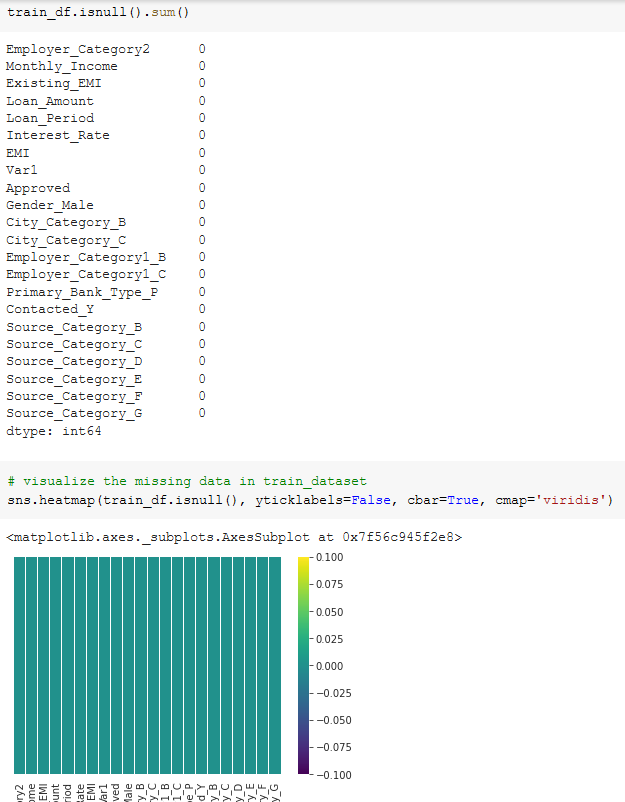 train_df.isnull().sum()
Employer_Category2 0
Monthly_Income 0
Existing_EMI 0
Loan_Amount 0
Loan_Period 0
Interest_Rate 0
EMI 0
Var1 0
Approved 0
Gender_Male 0
City_Category_B 0
City_Category_C 0
Employer_Category1_B 0
Employer_Category1_C 0
Primary_Bank_Type_P 0
Contacted_Y 0
Source_Category_B 0
Source_Category_C 0
Source_Category_D 0
Source_Category_E 0
Source_Category_F 0
Source_Category_G 0
dtype: int64
# visualize the missing data in train_dataset
sns.heatmap(train_df.isnull(), yticklabels=False, cbar=True, cmap='viridis')
<matplotlib.axes._subplots.AxesSubplot at 0x7f56c945f2e8>
0.100
0.075
0.050
0.025
0.000
−0.025
−0.050
−0.075
−0.100
ry2
ome
EMI
unt
riod
tate
EMI
Var1
ved
Male
y_B
y_C
1_B
1_C
e_P
d_Y
y_B
y_C
y_D
y_E
y_F
y_G